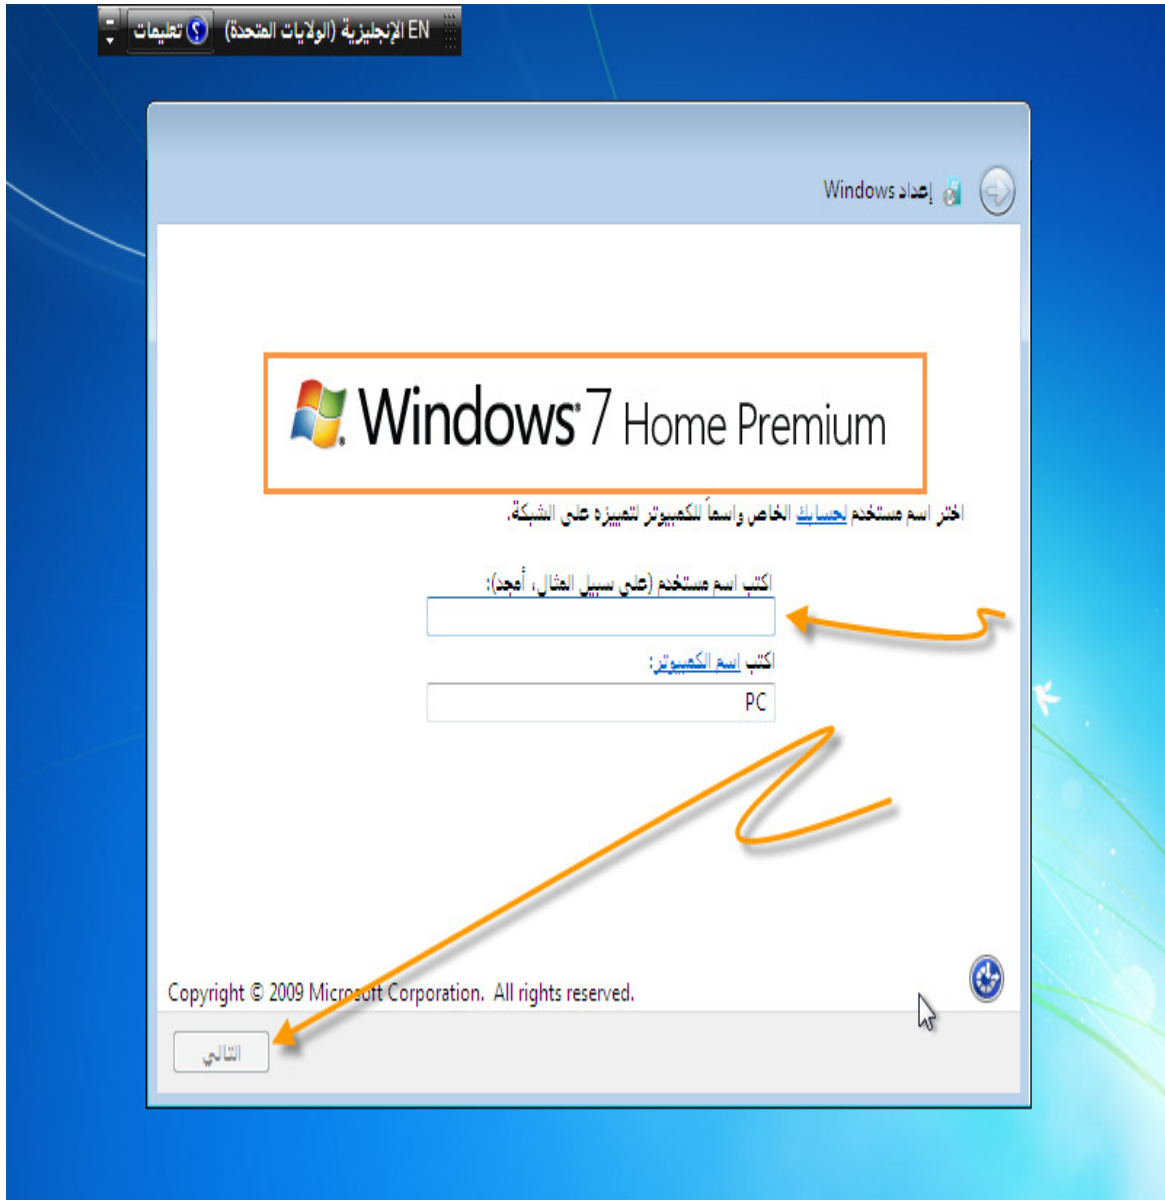 EN الإنجليزية (الولايات المتحدة) ؟ تعليمات
إعداد Windows
Windows® 7 Home Premium
اختر اسم مستخدم لحسابك الخاص واسماً للكمبيوتر لتمييزه على الشبكة.
اكتب اسم مستخدم (على سبيل المثال، أمجد):
اكتب اسم الكمبيوتر:
PC
Copyright © 2009 Microsoft Corporation. All rights reserved.
التالي